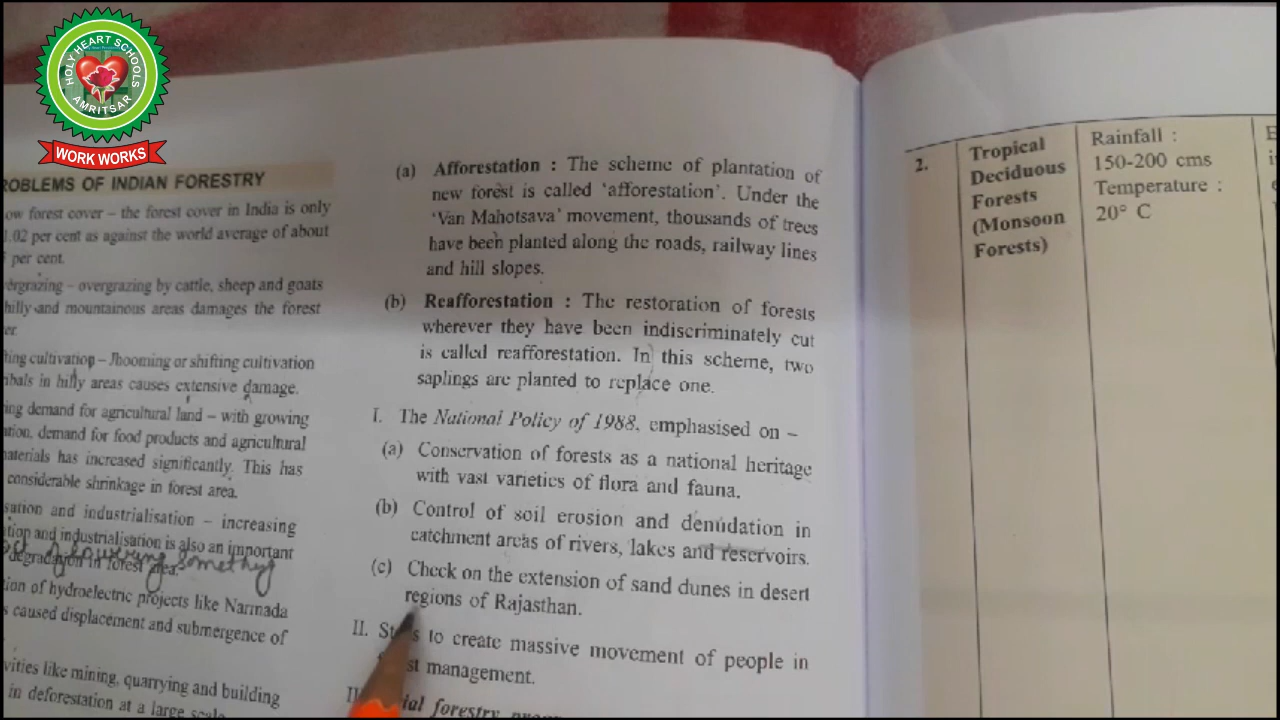 HOLY HEART SCHOOLS
AMRITSAR
WORK WORKS
ROBLEMS OF INDIAN FORESTRY
ow forest cover – the forest cover in India is only
1.02 per cent as against the world average of about
per cent.
ergrazing – overgrazing by cattle, sheep and goats
hilly and mountainous areas damages the forest
er.
fting cultivation – Jhooming or shifting cultivation
ribals in hilly areas causes extensive damage.
ing demand for agricultural land – with growing
ation, demand for food products and agricultural
naterials has increased significantly. This has
considerable shrinkage in forest area.
isation and industrialisation – increasing
tion and industrialisation is also an important
degradation in forest area.
of lowering something
tion of hydroelectric projects like Narmada
s caused displacement and submergence of
vities like mining, quarrying and building
in deforestation at a large scale
(a) Afforestation : The scheme of plantation of
new forest is called 'afforestation'. Under the
'Van Mahotsava' movement, thousands of trees
have been planted along the roads, railway lines
and hill slopes.
(b) Reafforestation : The restoration of forests
wherever they have been indiscriminately cut
is called reafforestation. In this scheme, two
saplings are planted to replace one.
I. The National Policy of 1988, emphasised on –
(a) Conservation of forests as a national heritage
with vast varieties of flora and fauna.
(b) Control of soil erosion and denudation in
catchment areas of rivers, lakes and reservoirs.
(c) Check on the extension of sand dunes in desert
regions of Rajasthan.
II. St s to create massive movement of people in
st management.
ial forestry
2.
Tropical
Deciduous
Forests
(Monsoon
Forests)
Rainfall :
150-200 cms
Temperature :
20° C